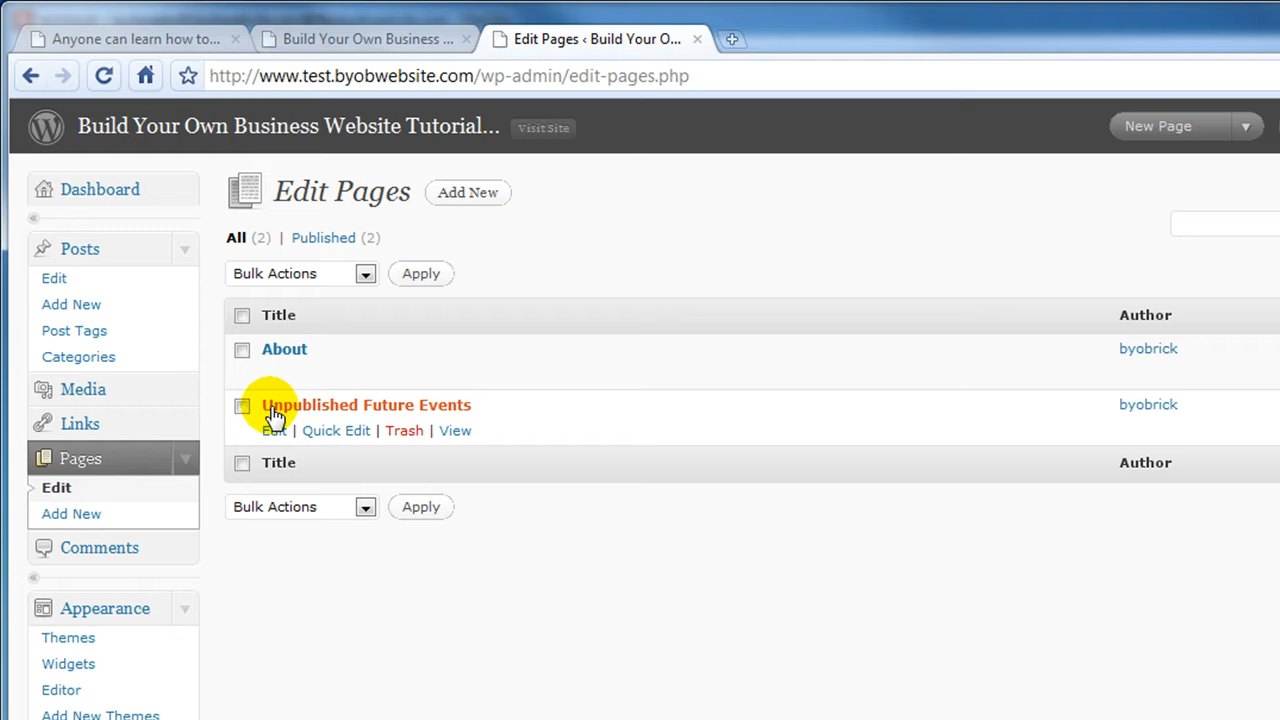 Anyone can learn how to...
Build Your Own Business ...
Edit Pages ‹ Build Your O...
http://www.test.byobwebsite.com/wp-admin/edit-pages.php
Build Your Own Business Website Tutorial... Visit Site
New Page
Dashboard
Posts
Edit
Add New
Post Tags
Categories
Media
Links
Pages
Edit
Add New
Comments
Appearance
Themes
Widgets
Editor
Add New Themes
Edit Pages Add New
All (2) | Published (2)
Bulk Actions Apply
Title Author
About byobrick
Unpublished Future Events byobrick
Edit | Quick Edit | Trash | View
Title Author
Bulk Actions Apply